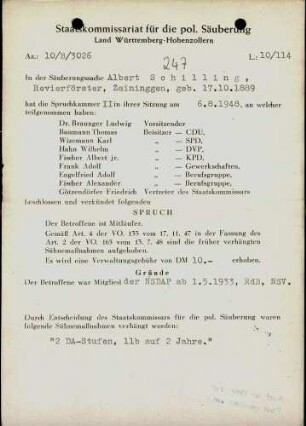 Staatskommissariat für die pol. Säuberung
Land Württemberg-Hohenzollern
Az.: 10/8/3026
L.: 10/114
247
In der Säuberungssache Albert Schilling,
Revierförster, Zainingen, geb. 17.10.1889
hat die Spruchkammer II in ihrer Sitzung am 6.8.1948, an welcher
teilgenommen haben:
Dr. Brauger Ludwig Vorsitzender
Baumann Thomas Beisitzer – CDU,
Wizemann Karl „ – SPD,
Hahn Wilhelm „ – DVP,
Fischer Albert jr. „ – KPD,
Frank Adolf „ – Gewerkschaften,
Engelfried Adolf „ – Berufsgruppe,
Fischer Alexander „ – Berufsgruppe,
Götzendörfer Friedrich Vertreter des Staatskommissars
beschlossen und verkündet folgenden
SPRUCH
Der Betroffene ist Mitläufer.
Gemäß Art. 4 der VO. 133 vom 17. 11. 47 in der Fassung des
Art. 2 der VO. 165 vom 13. 7. 48 sind die früher verhängten
Sühnemaßnahmen aufgehoben.
Es wird eine Verwaltungsgebühr von DM 10.– erhoben.
Gründe
Der Betroffene war Mitglied der NSDAP ab 1.5.1933, RdB, NSV.
Durch Entscheidung des Staatskommissars für die pol. Säuberung waren
folgende Sühnemaßnahmen verhängt worden:
"2 DA-Stufen, 11b auf 2 Jahre."